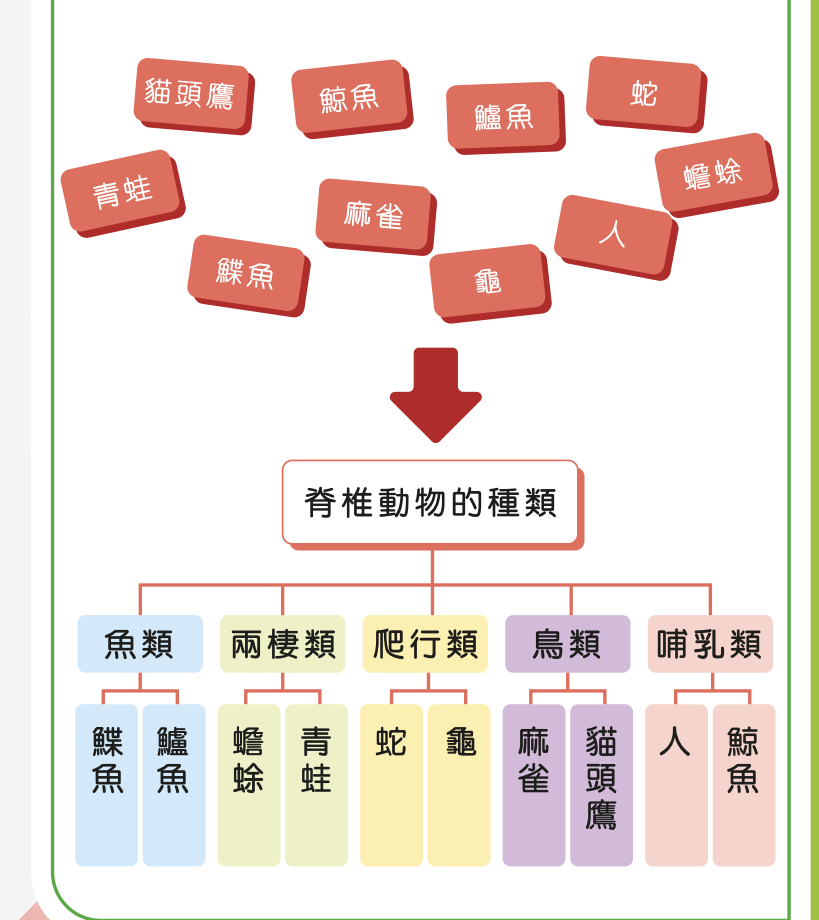 貓頭鷹
鯨魚
鱸魚
蛇
青蛙
麻雀
蟾蜍
鰈魚
龜
人
脊椎動物的種類
魚類
兩棲類
爬行類
鳥類
哺乳類
鰈魚
鱸魚
蟾蜍
青蛙
蛇
龜
麻雀
貓頭鷹
人
鯨魚